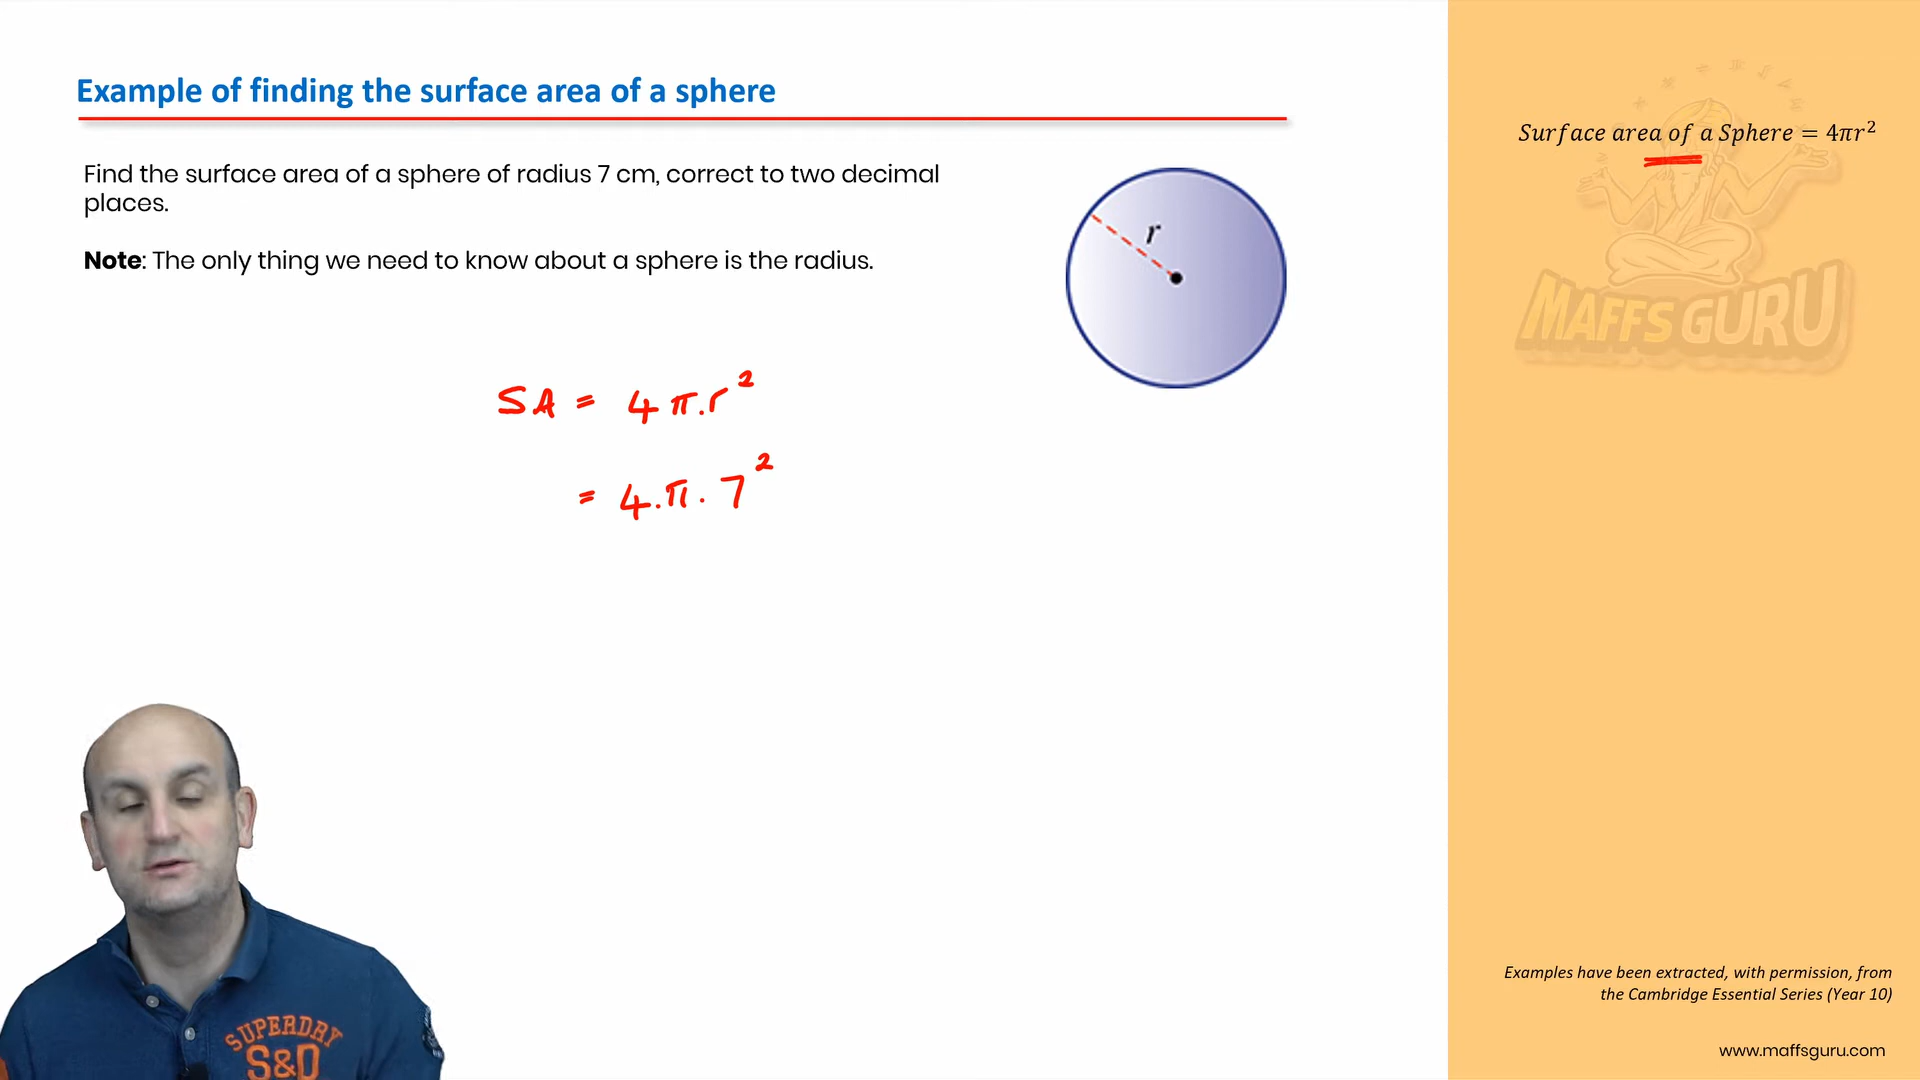 Example of finding the surface area of a sphere
Find the surface area of a sphere of radius 7 cm, correct to two decimal
places.
Note: The only thing we need to know about a sphere is the radius.
r
SA = 4π.r²
= 4.π.7²
Surface area of a Sphere = 4πr²
MAFFS GURU
SUPERDRY
S&D
Examples have been extracted, with permission, from
the Cambridge Essential Series (Year 10)
www.maffsguru.com